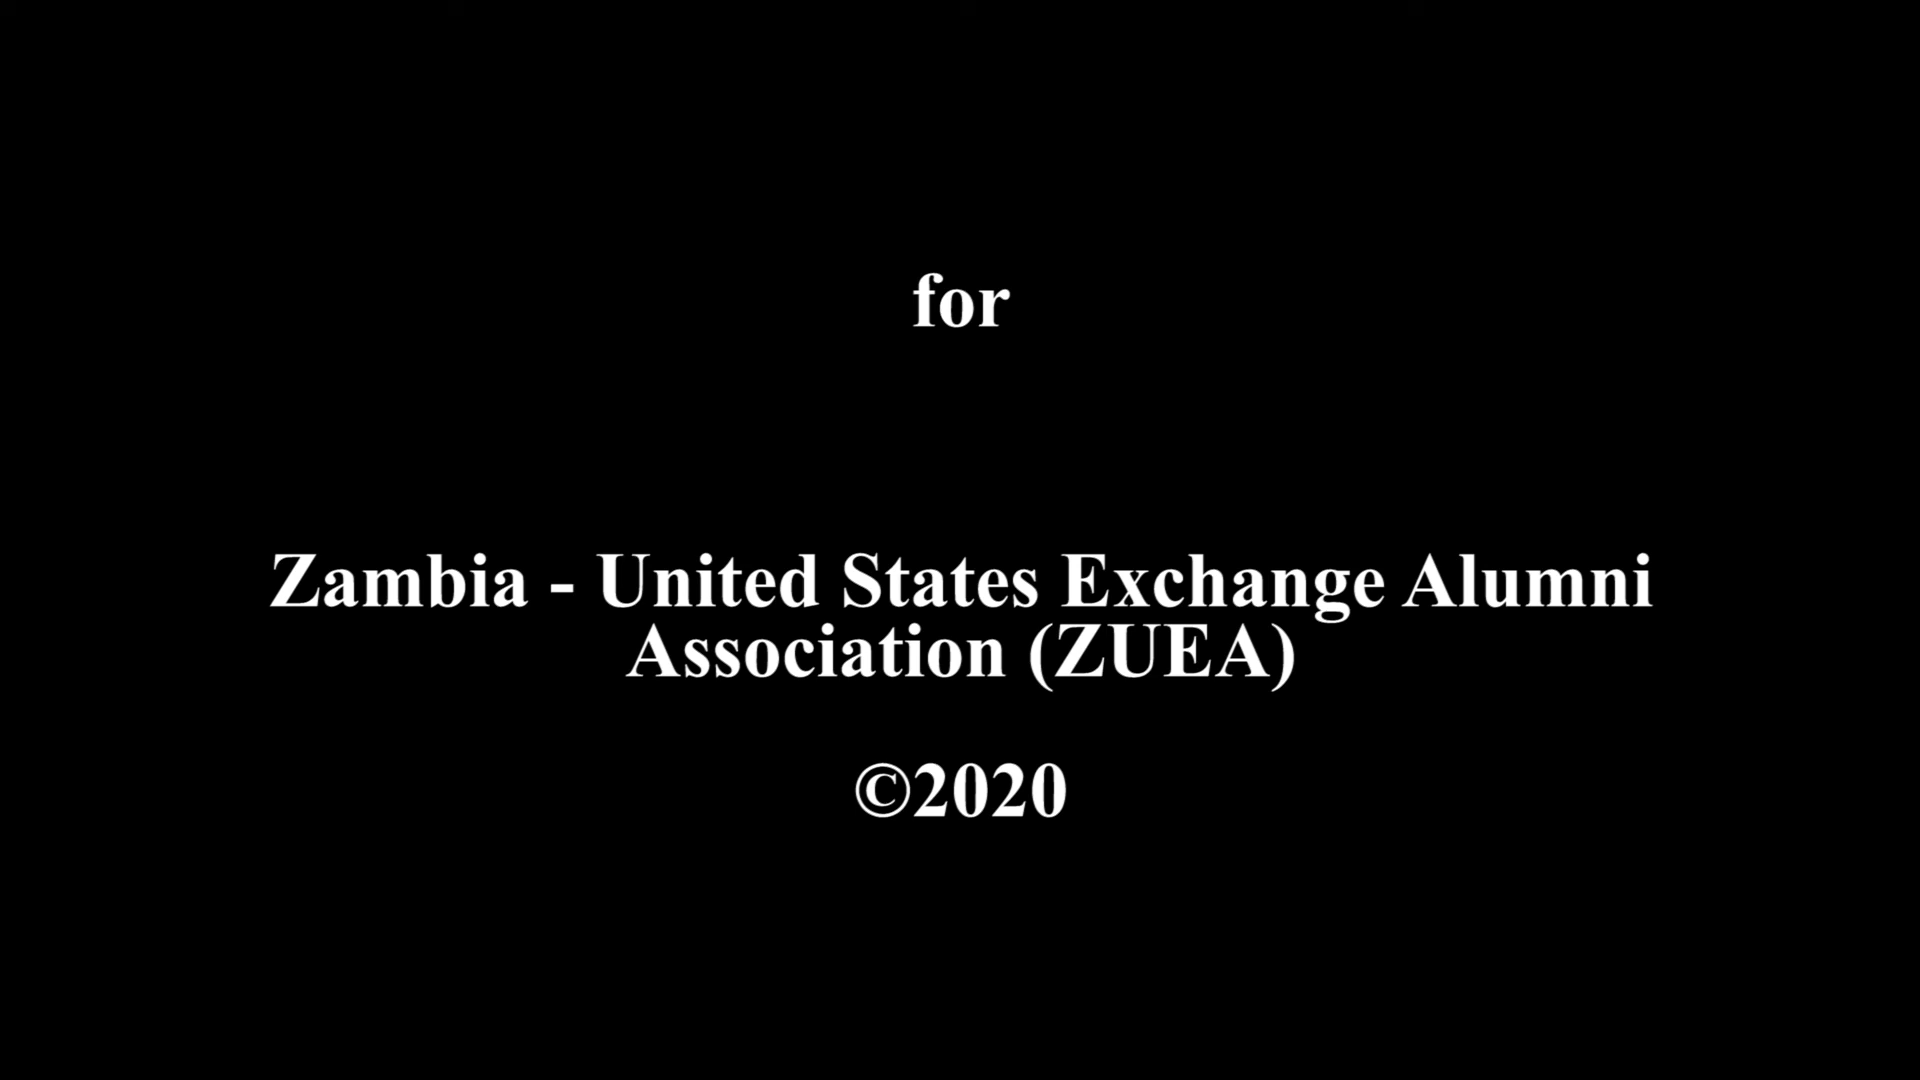 for
Zambia - United States Exchange Alumni
Association (ZUEA)
©2020